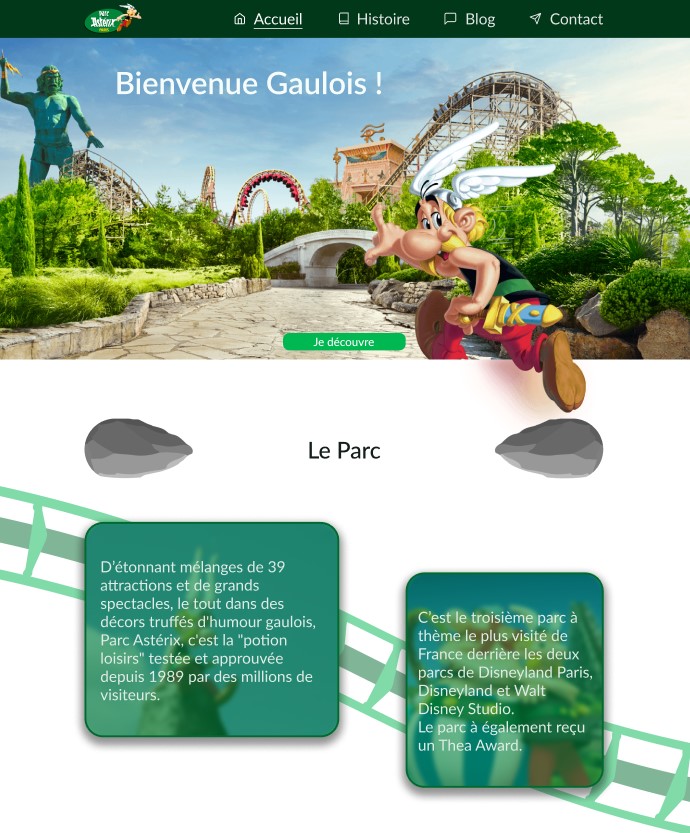 PARC
Astérix
PARIS
Accueil
Histoire
Blog
Contact
Bienvenue Gaulois !
Je découvre
Le Parc
D'étonnant mélanges de 39
attractions et de grands
spectacles, le tout dans des
décors truffés d'humour gaulois,
Parc Astérix, c'est la "potion
loisirs" testée et approuvée
depuis 1989 par des millions de
visiteurs.
C'est le troisième parc à
thème le plus visité de
France derrière les deux
parcs de Disneyland Paris,
Disneyland et Walt
Disney Studio.
Le parc à également reçu
un Thea Award.